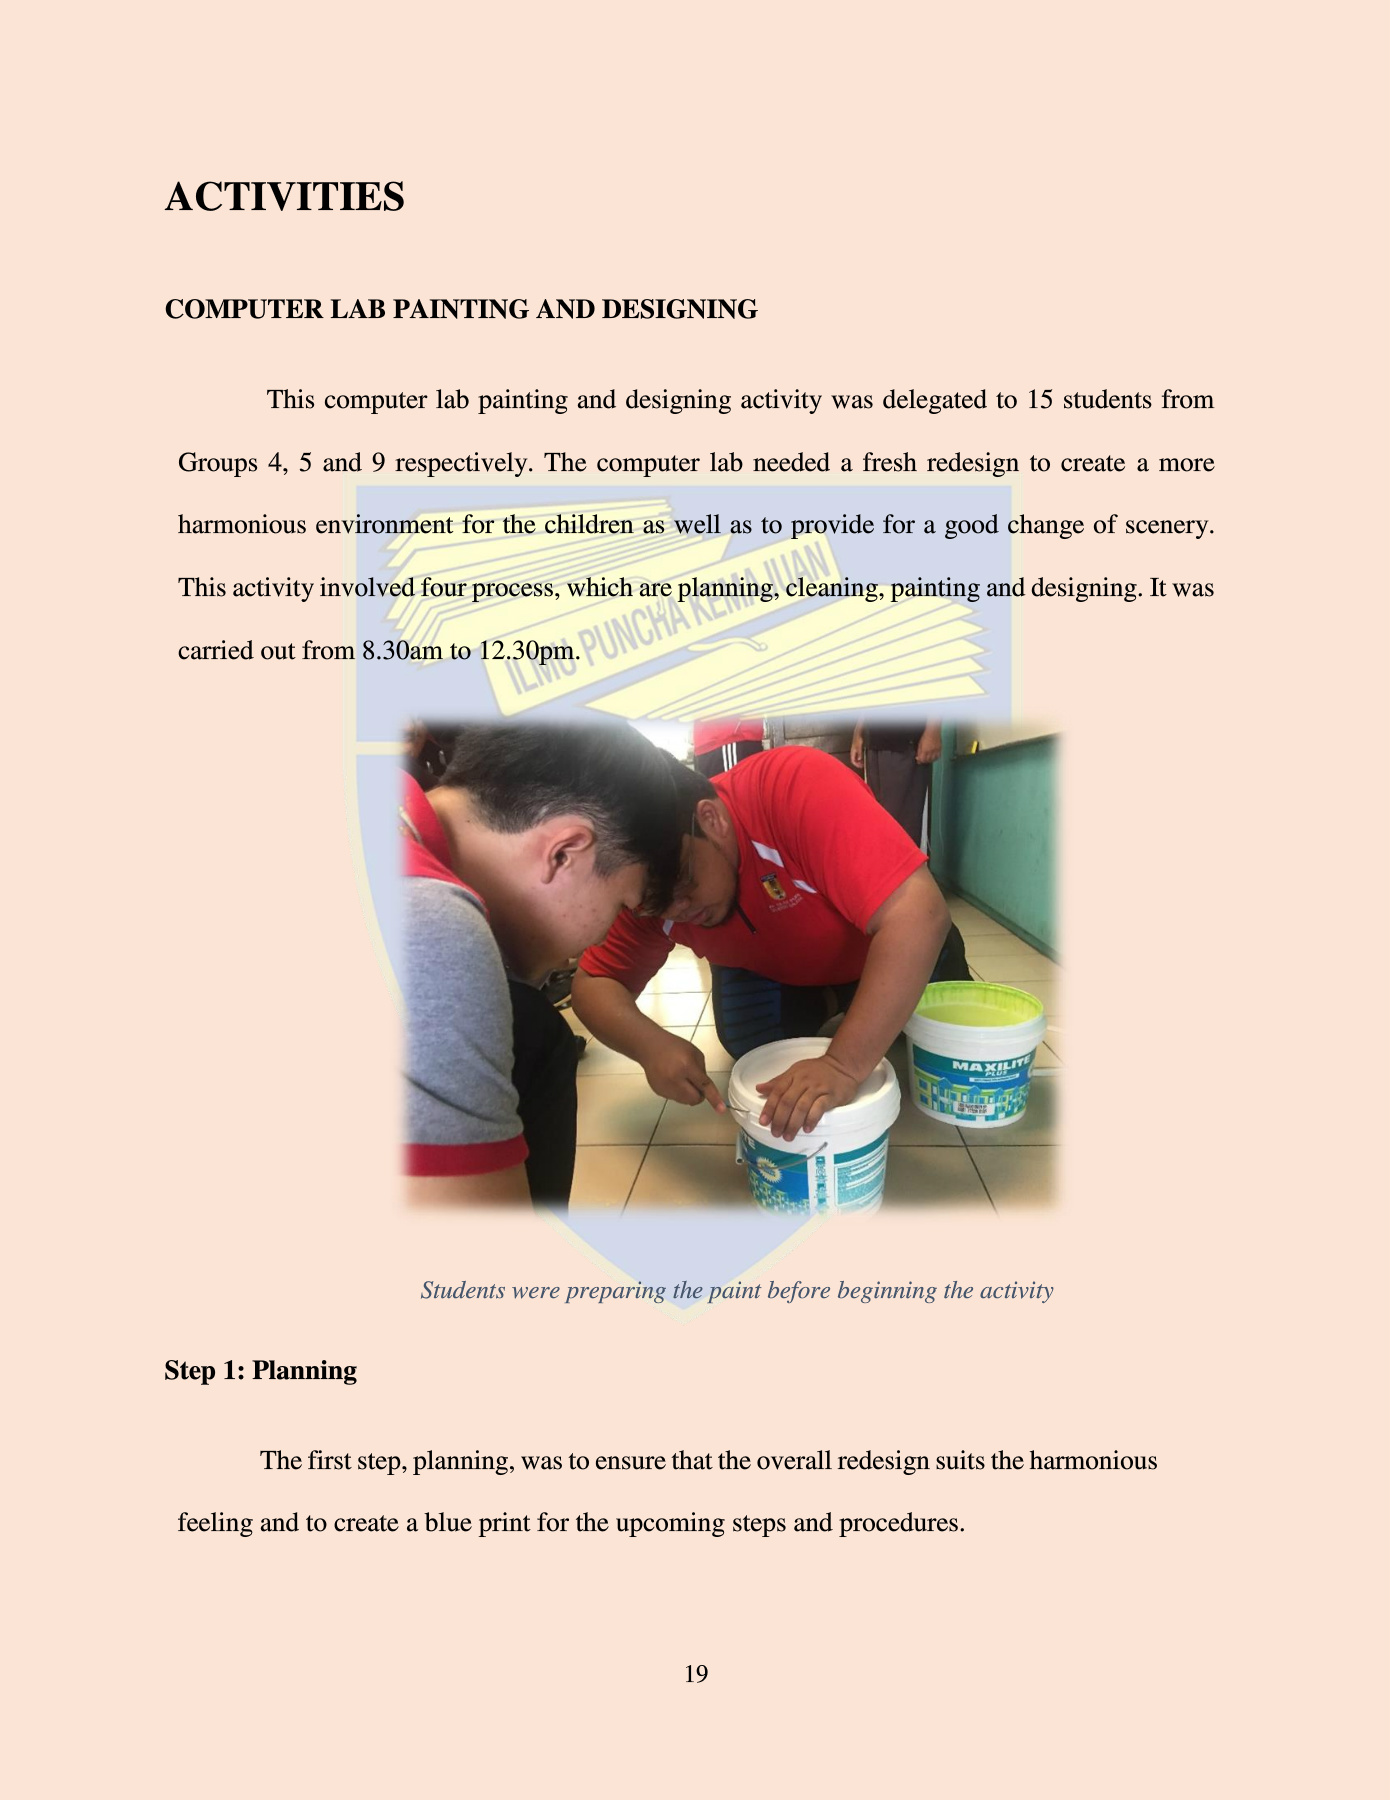 ACTIVITIES
COMPUTER LAB PAINTING AND DESIGNING
This computer lab painting and designing activity was delegated to 15 students from
Groups 4, 5 and 9 respectively. The computer lab needed a fresh redesign to create a more
harmonious environment for the children as well as to provide for a good change of scenery.
This activity involved four process, which are planning, cleaning, painting and designing. It was
carried out from 8.30am to 12.30pm.
ILMU PUNCHA KEMAJUAN
MAXILITE
PLUS
Students were preparing the paint before beginning the activity
Step 1: Planning
The first step, planning, was to ensure that the overall redesign suits the harmonious
feeling and to create a blue print for the upcoming steps and procedures.
19